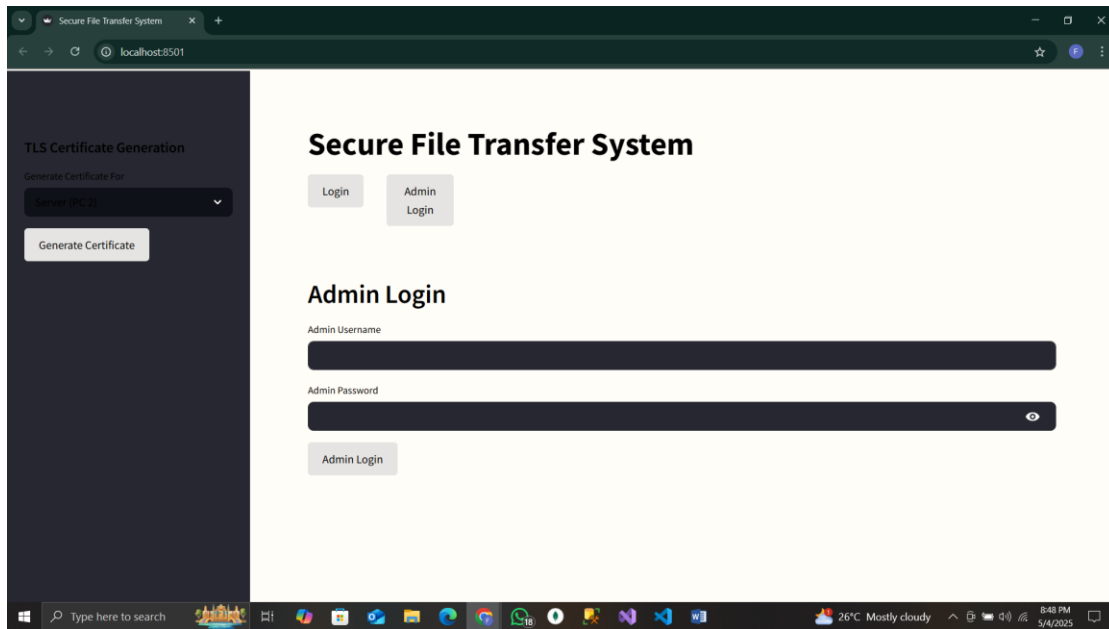 Secure File Transfer System
localhost:8501
F
TLS Certificate Generation
Generate Certificate For
Server (PC 2)
Generate Certificate
Secure File Transfer System
Login
Admin
Login
Admin Login
Admin Username
Admin Password
Admin Login
Type here to search
18
26°C Mostly cloudy
8:48 PM
5/4/2025